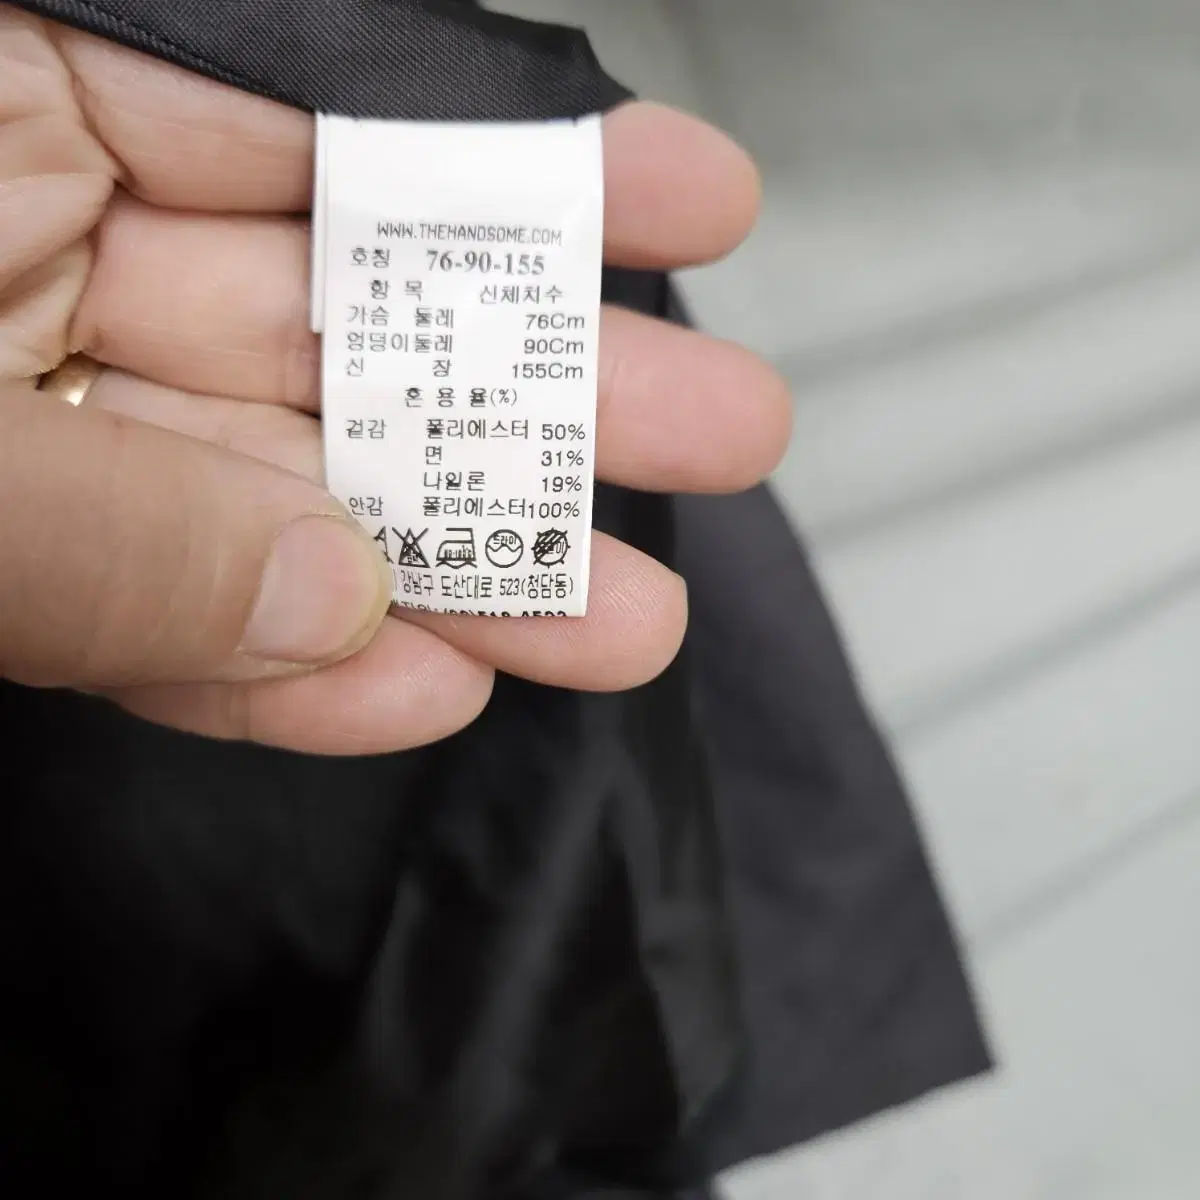 WWW.THEHANDSOME.COM
호칭 76-90-155
항 목 신체치수
가슴 둘레 76Cm
엉덩이둘레 90Cm
신 장 155Cm
혼 용 율(%)
겉감 폴리에스터 50%
면 31%
나일론 19%
안감 폴리에스터100%
드라이
강남구 도산대로 523(청담동)